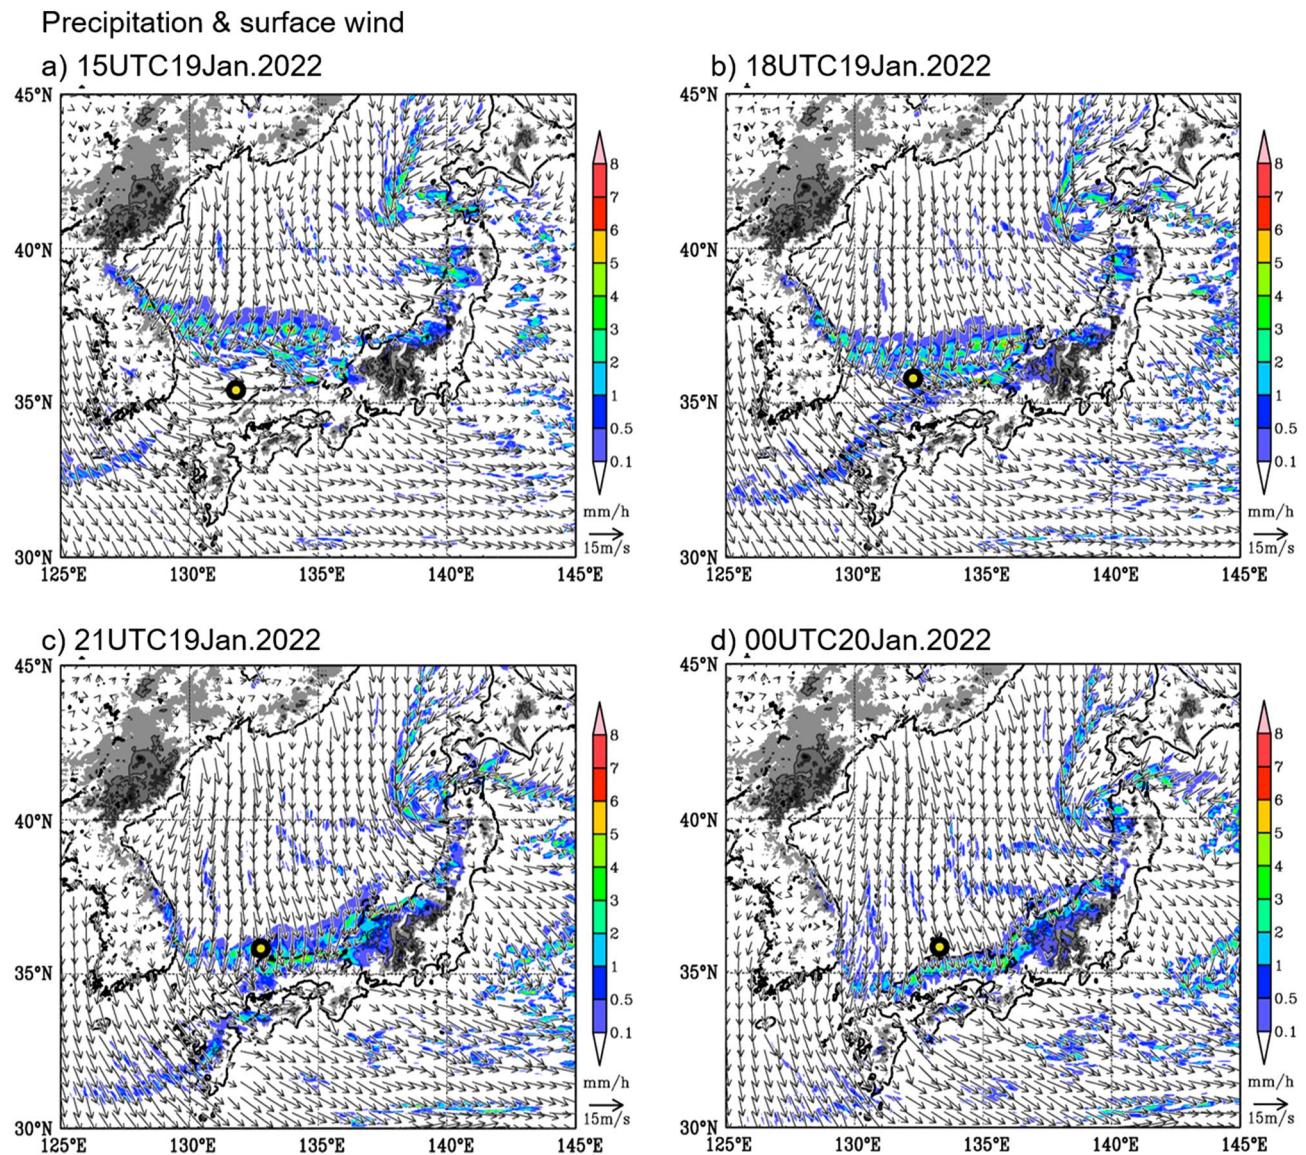 Precipitation & surface wind
a) 15UTC19Jan.2022
b) 18UTC19Jan.2022
45°N
40°N
35°N
30°N
125°E 130°E 135°E 140°E 145°E
8
7
6
5
4
3
2
1
0.5
0.1
mm/h
15m/s
45°N
40°N
35°N
30°N
125°E 130°E 135°E 140°E 145°E
8
7
6
5
4
3
2
1
0.5
0.1
mm/h
15m/s
c) 21UTC19Jan.2022
d) 00UTC20Jan.2022
45°N
40°N
35°N
30°N
125°E 130°E 135°E 140°E 145°E
8
7
6
5
4
3
2
1
0.5
0.1
mm/h
15m/s
45°N
40°N
35°N
30°N
125°E 130°E 135°E 140°E 145°E
8
7
6
5
4
3
2
1
0.5
0.1
mm/h
15m/s